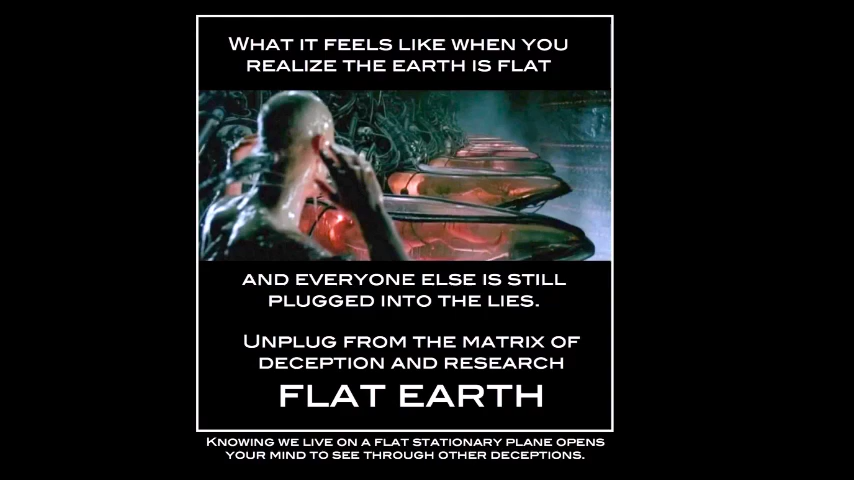 What it feels like when you
realize the earth is flat
and everyone else is still
plugged into the lies.
Unplug from the matrix of
deception and research
FLAT EARTH
Knowing we live on a flat stationary plane opens
your mind to see through other deceptions.